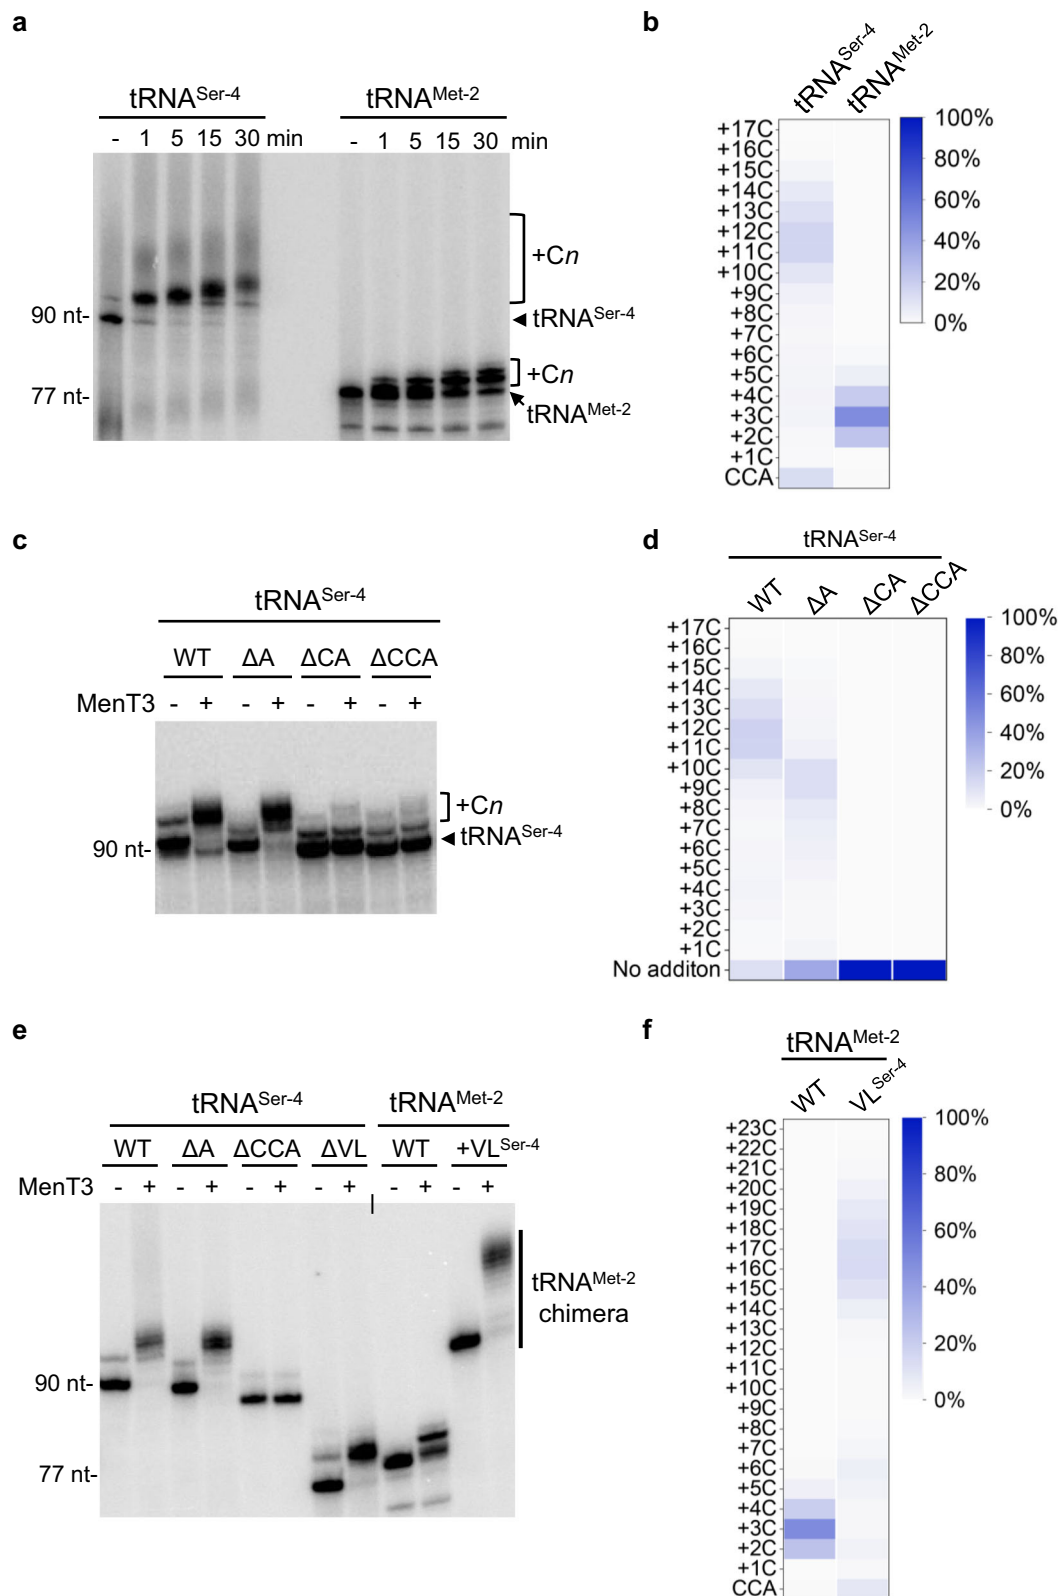 a
tRNASer-4 tRNAMet-2
- 1 5 15 30 min - 1 5 15 30 min
+Cn
90 nt- tRNASer-4
+Cn
77 nt- tRNAMet-2
b
tRNASer-4 tRNAMet-2
+17C
+16C
+15C
+14C
+13C
+12C
+11C
+10C
+9C
+8C
+7C
+6C
+5C
+4C
+3C
+2C
+1C
CCA
100%
80%
60%
40%
20%
0%
c
tRNASer-4
WT ΔA ΔCA ΔCCA
MenT3 - + - + - + - +
+Cn
90 nt- tRNASer-4
d
tRNASer-4
WT ΔA ΔCA ΔCCA
+17C
+16C
+15C
+14C
+13C
+12C
+11C
+10C
+9C
+8C
+7C
+6C
+5C
+4C
+3C
+2C
+1C
No additon
100%
80%
60%
40%
20%
0%
e
tRNASer-4 tRNAMet-2
WT ΔA ΔCCA ΔVL WT +VLSer-4
MenT3 - + - + - + - + - + - +
tRNAMet-2
chimera
90 nt-
77 nt-
f
tRNAMet-2
WT VLSer-4
+23C
+22C
+21C
+20C
+19C
+18C
+17C
+16C
+15C
+14C
+13C
+12C
+11C
+10C
+9C
+8C
+7C
+6C
+5C
+4C
+3C
+2C
+1C
CCA
100%
80%
60%
40%
20%
0%